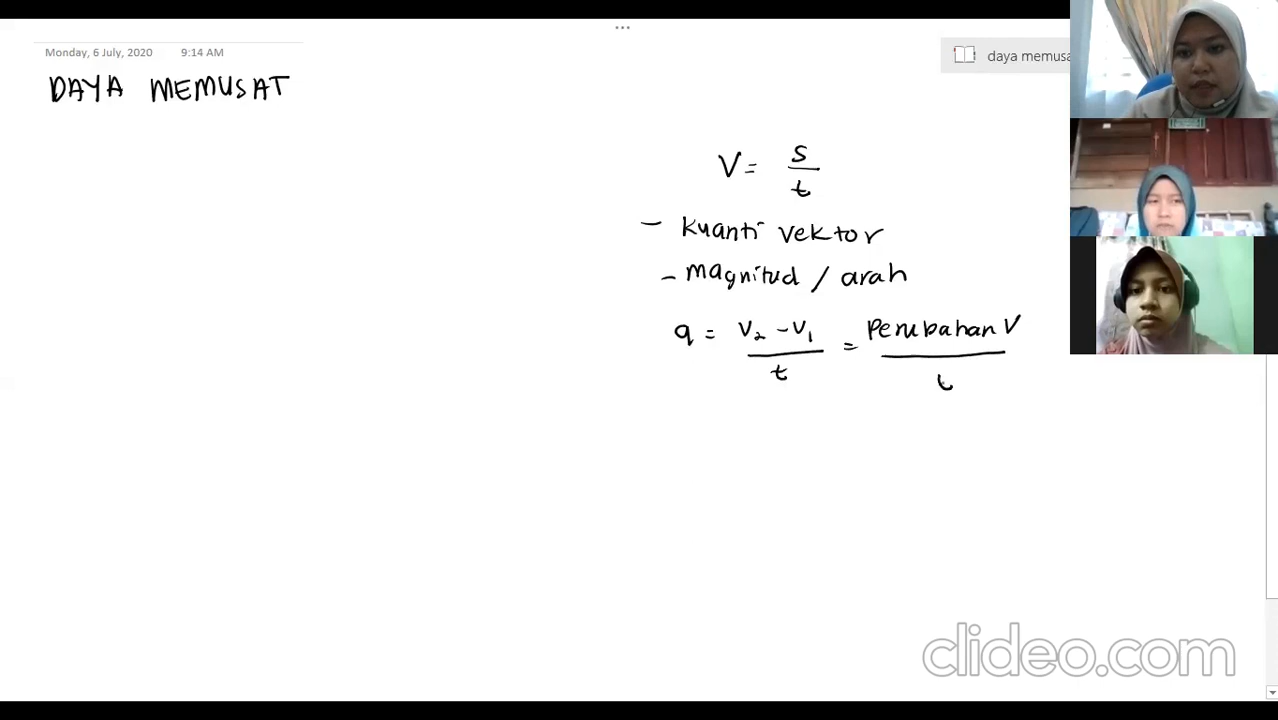 Monday, 6 July, 2020 9:14 AM
daya memusa
DAYA MEMUSAT
V = s/t
- kuanti vektor
- magnitud / arah
a = V₂ - V₁ / t = Perubahan V / t
clideo.com